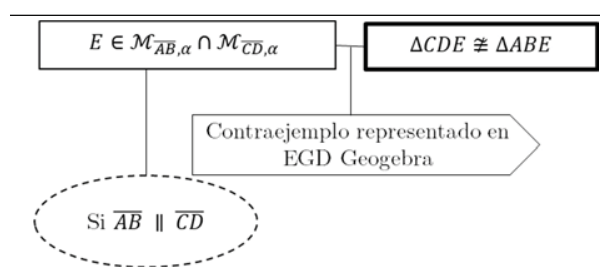 E ∈ ℳ_{\overline{AB},α} ∩ ℳ_{\overline{CD},α}
ΔCDE ≇ ΔABE
Contraejemplo representado en
EGD Geogebra
Si \overline{AB} ∥ \overline{CD}